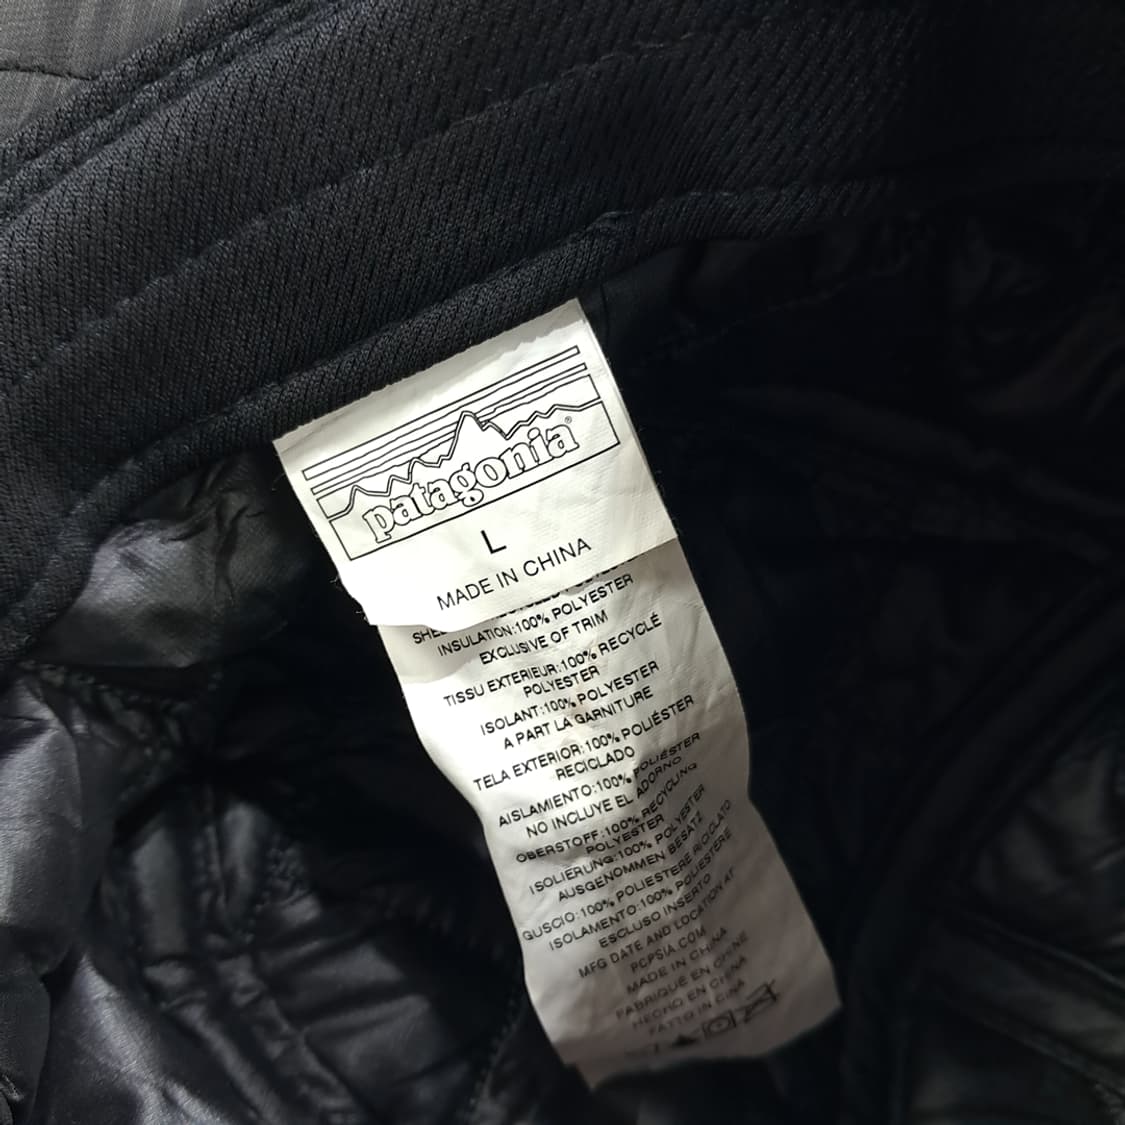 patagonia®
L
MADE IN CHINA
INSULATION:100% POLYESTER
EXCLUSIVE OF TRIM
TISSU EXTERIEUR:100% RECYCLÉ
POLYESTER
ISOLANT:100% POLYESTER
A PART LA GARNITURE
TELA EXTERIOR:100% POLIÉSTER
RECICLADO
AISLAMIENTO:100% POLIÉSTER
NO INCLUYE EL ADORNO
OBERSTOFF:100% RECYCLING
POLYESTER
ISOLIERUNG:100% POLYESTER
AUSGENOMMEN BESATZ
GUSCIO:100% POLIESTERE RICICLATO
ISOLAMENTO:100% POLIESTERE
ESCLUSO INSERTO
MFG DATE AND LOCATION AT
PCPSIA.COM
MADE IN CHINA
FABRIQUÉ EN CHINE
HECHO EN CHINA
FATTO IN CINA